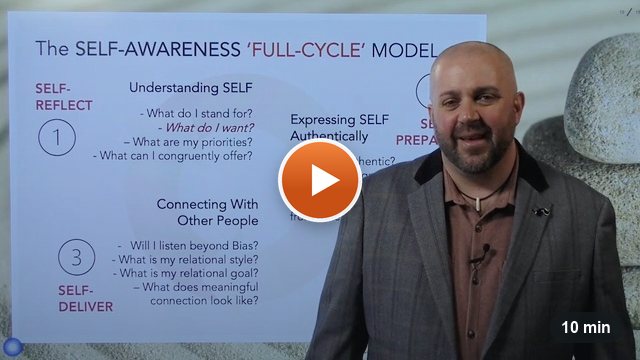 The SELF-AWARENESS 'FULL-CYCLE' MODEL
SELF-
REFLECT
1
Understanding SELF
- What do I stand for?
- What do I want?
– What are my priorities?
- What can I congruently offer?
Expressing SELF
Authentically
Connecting With
Other People
3
SELF-
DELIVER
- Will I listen beyond Bias?
- What is my relational style?
- What is my relational goal?
– What does meaningful
connection look like?
10 min